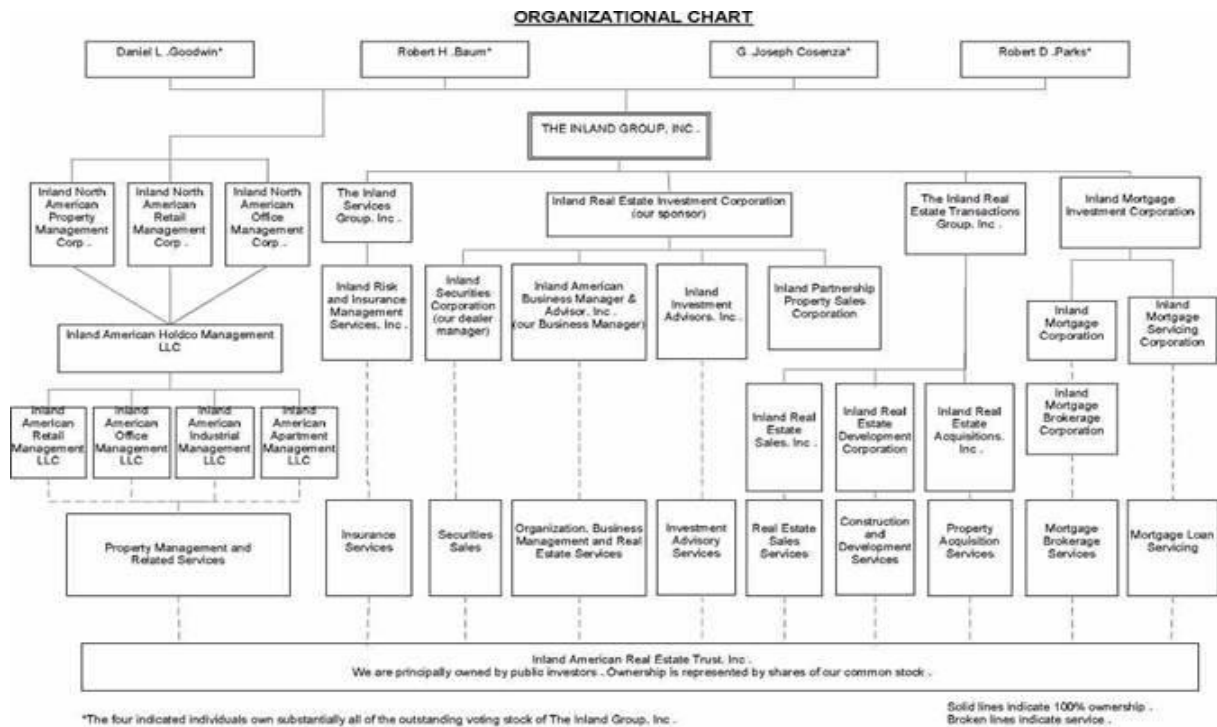 ORGANIZATIONAL CHART
Daniel L .Goodwin*
Robert H .Baum*
G .Joseph Cosenza*
Robert D .Parks*
THE INLAND GROUP, INC .
Inland North
American
Property
Management
Corp .
Inland North
American
Retail
Management
Corp .
Inland North
American
Office
Management
Corp .
The Inland
Services
Group, Inc .
Inland Real Estate Investment Corporation
(our sponsor)
The Inland Real
Estate Transactions
Group, Inc .
Inland Mortgage
Investment Corporation
Inland American Holdco Management
LLC
Inland Risk
and Insurance
Management
Services, Inc .
Inland
Securities
Corporation
(our dealer
manager)
Inland American
Business Manager &
Advisor, Inc .
(our Business Manager)
Inland
Investment
Advisors, Inc .
Inland Partnership
Property Sales
Corporation
Inland
Mortgage
Corporation
Inland
Mortgage
Servicing
Corporation
Inland
American
Retail
Management
LLC
Inland
American
Office
Management
LLC
Inland
American
Industrial
Management
LLC
Inland
American
Apartment
Management
LLC
Inland Real
Estate
Sales, Inc .
Inland Real
Estate
Development
Corporation
Inland Real
Estate
Acquisitions,
Inc .
Inland
Mortgage
Brokerage
Corporation
Property Management and
Related Services
Insurance
Services
Securities
Sales
Organization, Business
Management and Real
Estate Services
Investment
Advisory
Services
Real Estate
Sales
Services
Construction
and
Development
Services
Property
Acquisition
Services
Mortgage
Brokerage
Services
Mortgage Loan
Servicing
Inland American Real Estate Trust, Inc .
We are principally owned by public investors . Ownership is represented by shares of our common stock .
*The four indicated individuals own substantially all of the outstanding voting stock of The Inland Group, Inc .
Solid lines indicate 100% ownership .
Broken lines indicate service .